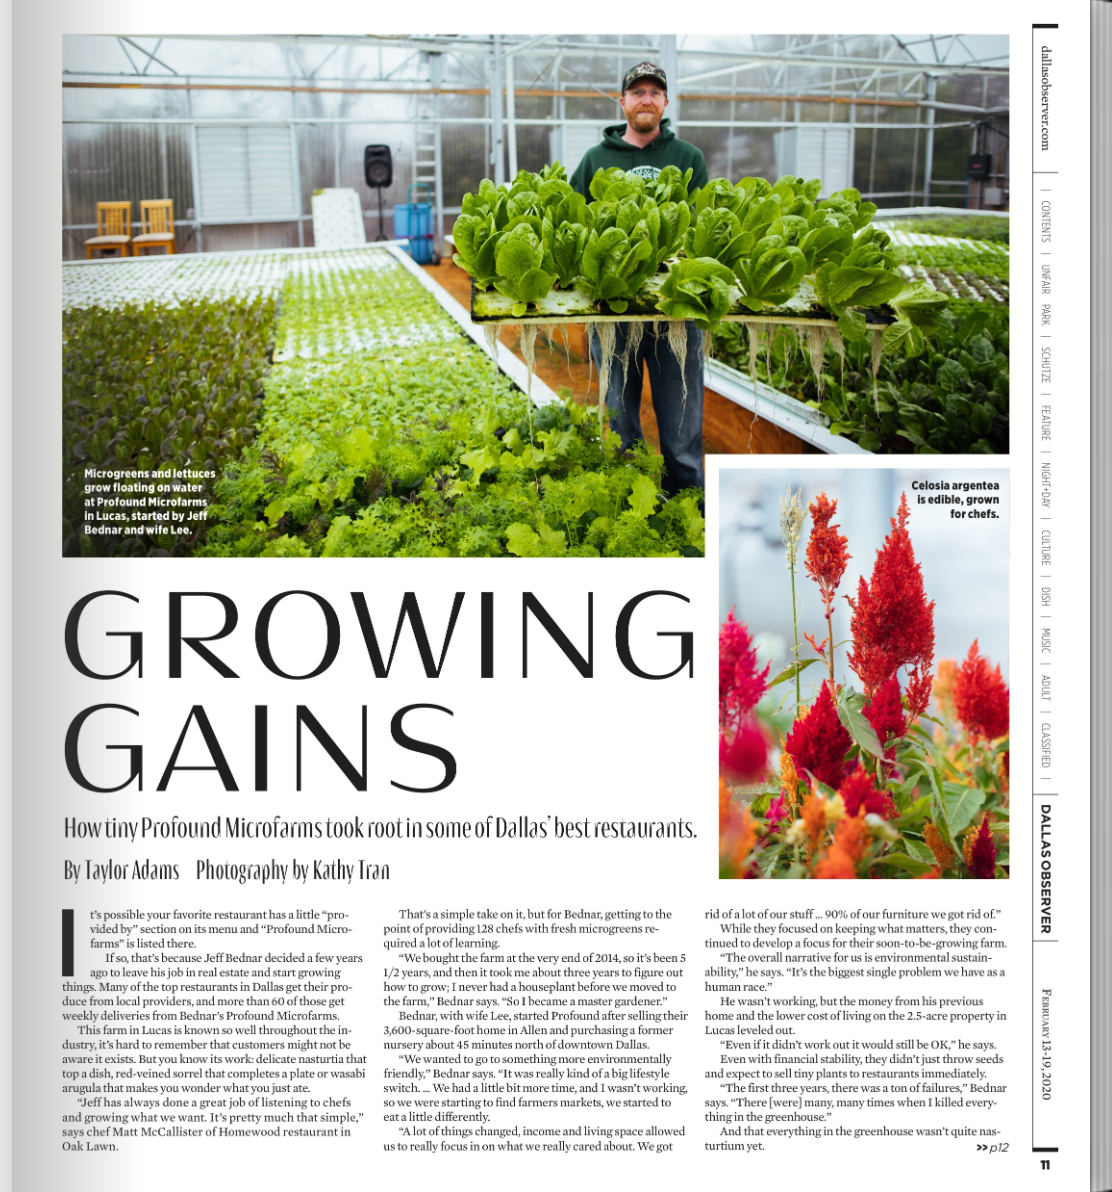 Microgreens and lettuces
grow floating on water
at Profound Microfarms
in Lucas, started by Jeff
Bednar and wife Lee.
Celosia argentea
is edible, grown
for chefs.
GROWING
GAINS
How tiny Profound Microfarms took root in some of Dallas' best restaurants.
By Taylor Adams Photography by Kathy Tran
It's possible your favorite restaurant has a little “pro-
vided by” section on its menu and “Profound Micro-
farms” is listed there.
If so, that's because Jeff Bednar decided a few years
ago to leave his job in real estate and start growing
things. Many of the top restaurants in Dallas get their pro-
duce from local providers, and more than 60 of those get
weekly deliveries from Bednar's Profound Microfarms.
This farm in Lucas is known so well throughout the in-
dustry, it's hard to remember that customers might not be
aware it exists. But you know its work: delicate nasturtia that
top a dish, red-veined sorrel that completes a plate or wasabi
arugula that makes you wonder what you just ate.
“Jeff has always done a great job of listening to chefs
and growing what we want. It's pretty much that simple,”
says chef Matt McCallister of Homewood restaurant in
Oak Lawn.
That's a simple take on it, but for Bednar, getting to the
point of providing 128 chefs with fresh microgreens re-
quired a lot of learning.
“We bought the farm at the very end of 2014, so it's been 5
1/2 years, and then it took me about three years to figure out
how to grow; I never had a houseplant before we moved to
the farm,” Bednar says. “So I became a master gardener.”
Bednar, with wife Lee, started Profound after selling their
3,600-square-foot home in Allen and purchasing a former
nursery about 45 minutes north of downtown Dallas.
“We wanted to go to something more environmentally
friendly,” Bednar says. “It was really kind of a big lifestyle
switch. ... We had a little bit more time, and I wasn't working,
so we were starting to find farmers markets, we started to
eat a little differently.
“A lot of things changed, income and living space allowed
us to really focus in on what we really cared about. We got
rid of a lot of our stuff ... 90% of our furniture we got rid of.”
While they focused on keeping what matters, they con-
tinued to develop a focus for their soon-to-be-growing farm.
“The overall narrative for us is environmental sustain-
ability,” he says. “It's the biggest single problem we have as a
human race.”
He wasn't working, but the money from his previous
home and the lower cost of living on the 2.5-acre property in
Lucas leveled out.
“Even if it didn't work out it would still be OK,” he says.
Even with financial stability, they didn't just throw seeds
and expect to sell tiny plants to restaurants immediately.
“The first three years, there was a ton of failures,” Bednar
says. “There [were] many, many times when I killed every-
thing in the greenhouse.”
And that everything in the greenhouse wasn't quite nas-
turtium yet.
>> p12
dallasobserver.com
| CONTENTS | UNFAIR PARK | SCHUTZE | FEATURE | NIGHT+DAY | CULTURE | DISH | MUSIC | ADULT | CLASSIFIED |
DALLAS OBSERVER
FEBRUARY 13-19, 2020
11